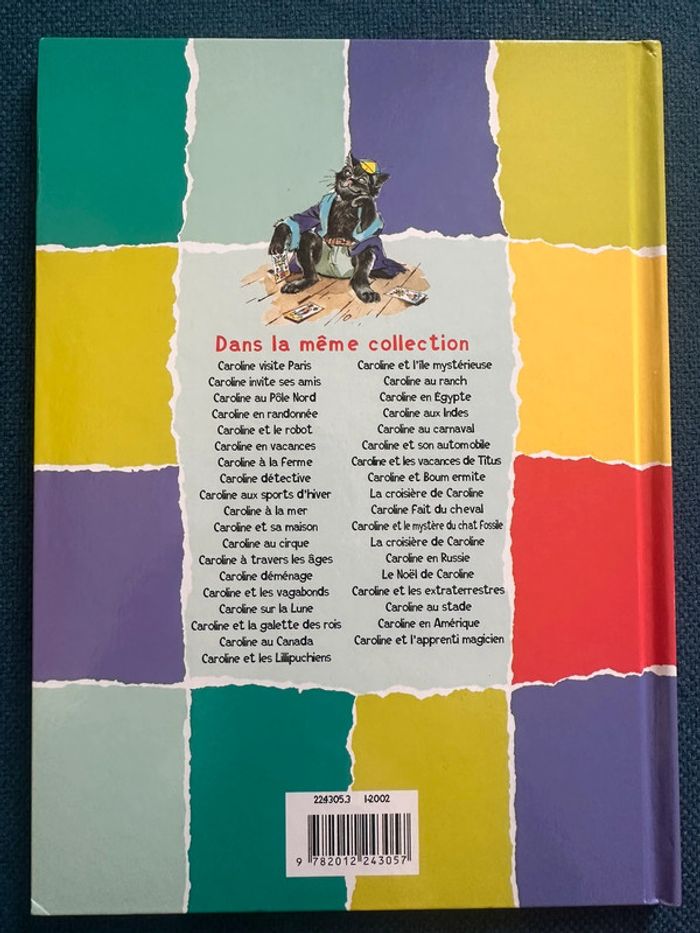 Dans la même collection
Caroline visite Paris
Caroline invite ses amis
Caroline au Pôle Nord
Caroline en randonnée
Caroline et le robot
Caroline en vacances
Caroline à la ferme
Caroline détective
Caroline aux sports d'hiver
Caroline à la mer
Caroline et sa maison
Caroline au cirque
Caroline à travers les âges
Caroline déménage
Caroline et les vagabonds
Caroline sur la Lune
Caroline et la galette des rois
Caroline au Canada
Caroline et les Lillipuchiens
Caroline et l'île mystérieuse
Caroline au ranch
Caroline en Égypte
Caroline aux Indes
Caroline au carnaval
Caroline et son automobile
Caroline et les vacances de Titus
Caroline et Boum ermite
La croisière de Caroline
Caroline fait du cheval
Caroline et le mystère du chat fossile
La croisière de Caroline
Caroline en Russie
Le Noël de Caroline
Caroline et les extraterrestres
Caroline au stade
Caroline en Amérique
Caroline et l'apprenti magicien
224305.3 1-2002
9 782012 243057